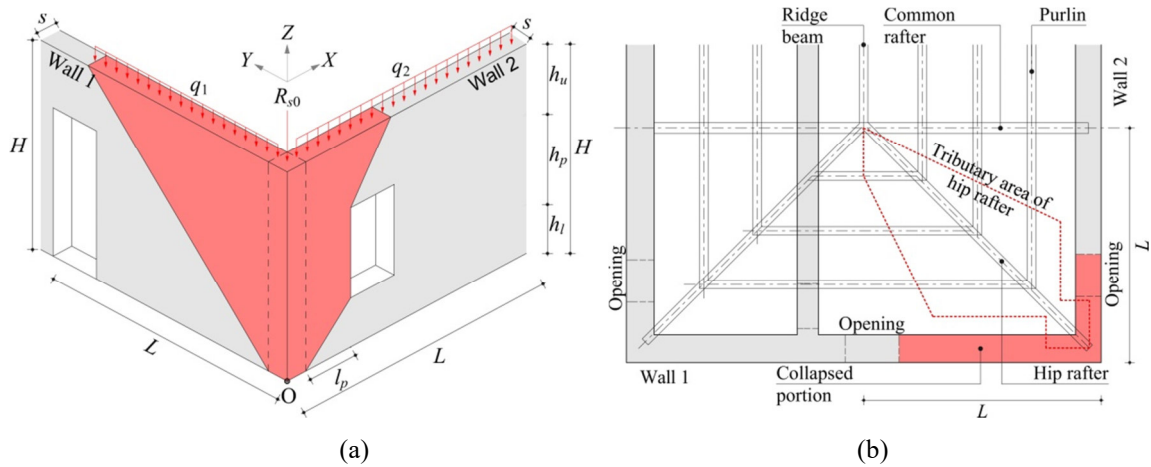 s
Wall 1
q1
Z
Y
X
Rs0
q2
s
Wall 2
H
hu
hp
hl
H
L
lp
L
O
(a)
Ridge
beam
Common
rafter
Purlin
Wall 2
Tributary area of
hip rafter
L
Opening
Opening
Opening
Wall 1
Collapsed
portion
Hip rafter
L
(b)